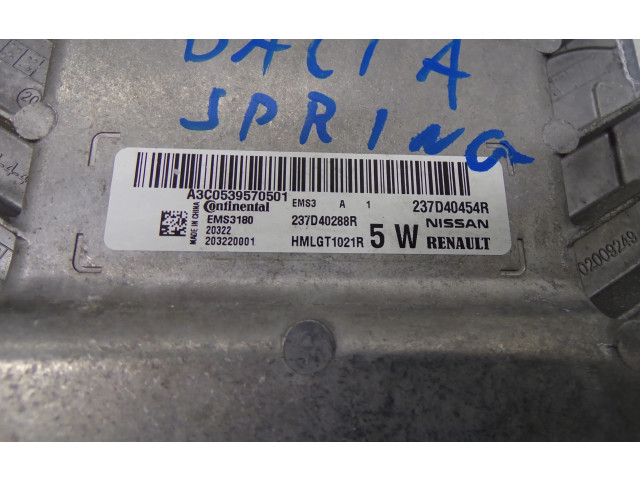 DACIA
SPRING
A3C0539570501 EMS3 A 1 237D40454R
Continental
EMS3180 237D40288R NISSAN
20322
203220001 HMLGT1021R 5 W RENAULT
MADE IN CHINA
02009249
20